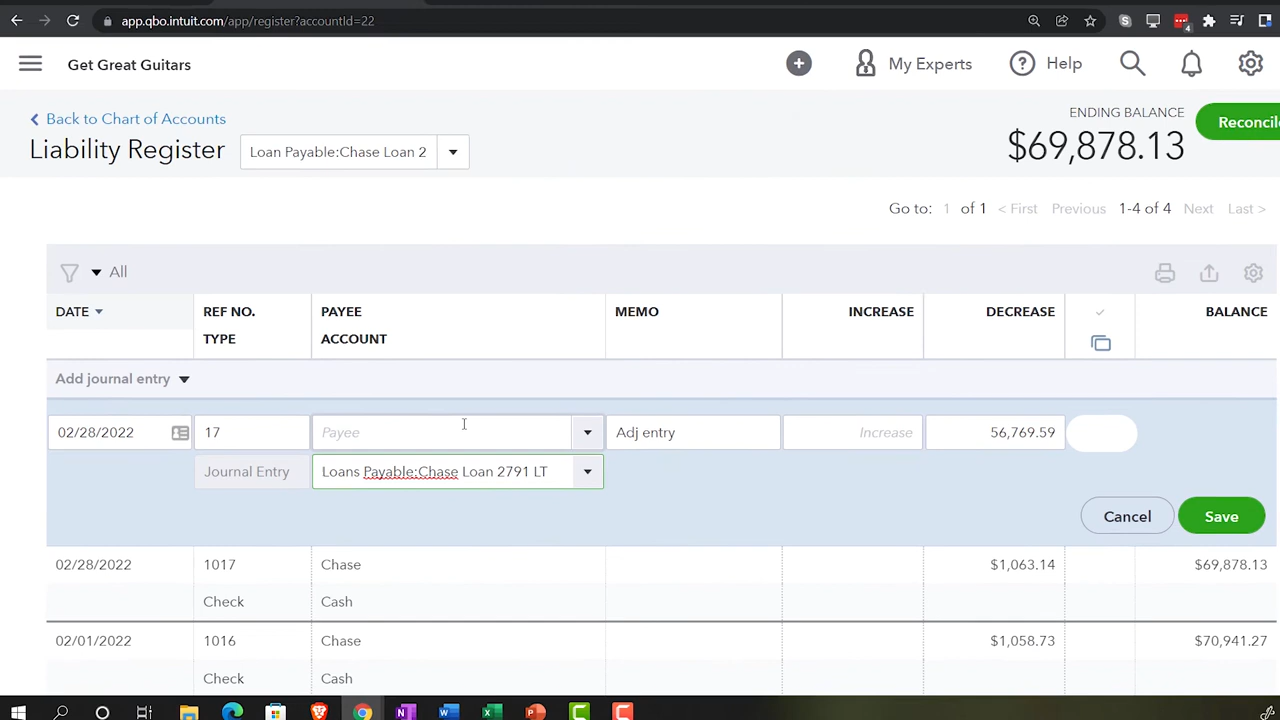 app.qbo.intuit.com/app/register?accountId=22
4
Get Great Guitars
My Experts
Help
Back to Chart of Accounts
ENDING BALANCE
Liability Register
Loan Payable:Chase Loan 2
$69,878.13
Reconcil
Go to: 1 of 1 < First Previous 1-4 of 4 Next Last >
All
DATE REF NO. PAYEE MEMO INCREASE DECREASE BALANCE
TYPE ACCOUNT
Add journal entry
02/28/2022 17 Payee Adj entry Increase 56,769.59
Journal Entry Loans Payable:Chase Loan 2791 LT
Cancel Save
02/28/2022 1017 Chase $1,063.14 $69,878.13
Check Cash
02/01/2022 1016 Chase $1,058.73 $70,941.27
Check Cash